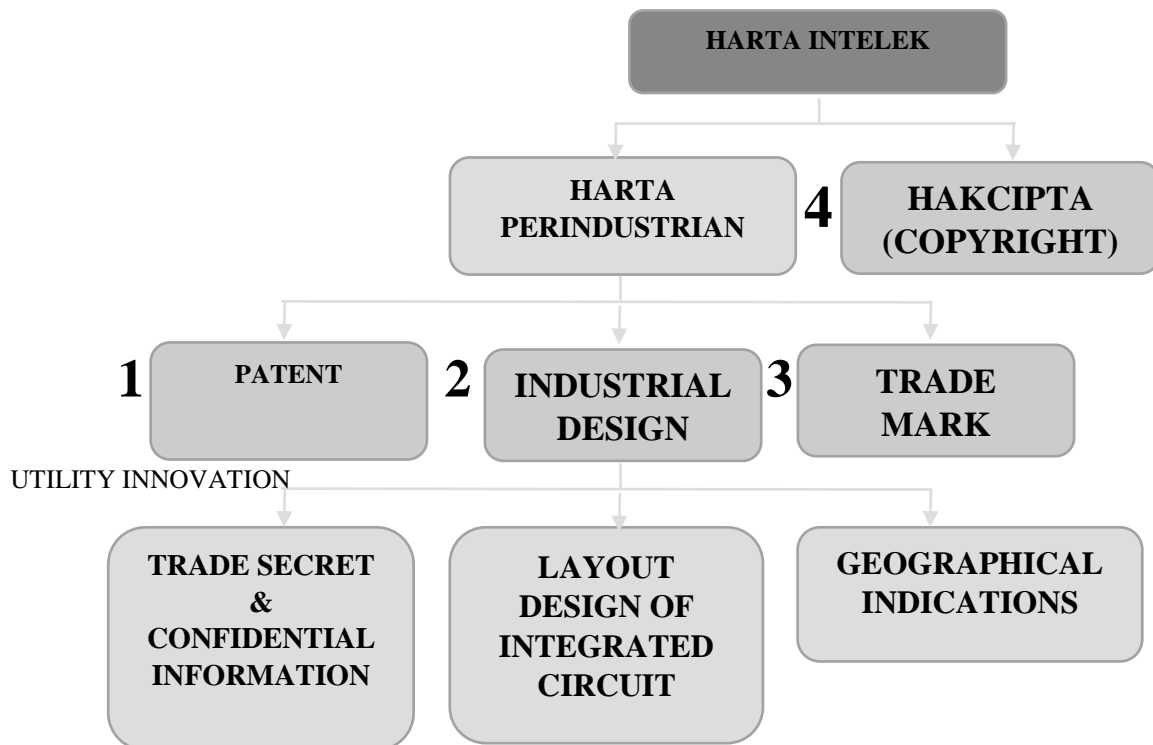 HARTA INTELEK
HARTA
PERINDUSTRIAN
4
HAKCIPTA
(COPYRIGHT)
1
PATENT
2
INDUSTRIAL
DESIGN
3
TRADE
MARK
UTILITY INNOVATION
TRADE SECRET
&
CONFIDENTIAL
INFORMATION
LAYOUT
DESIGN OF
INTEGRATED
CIRCUIT
GEOGRAPHICAL
INDICATIONS